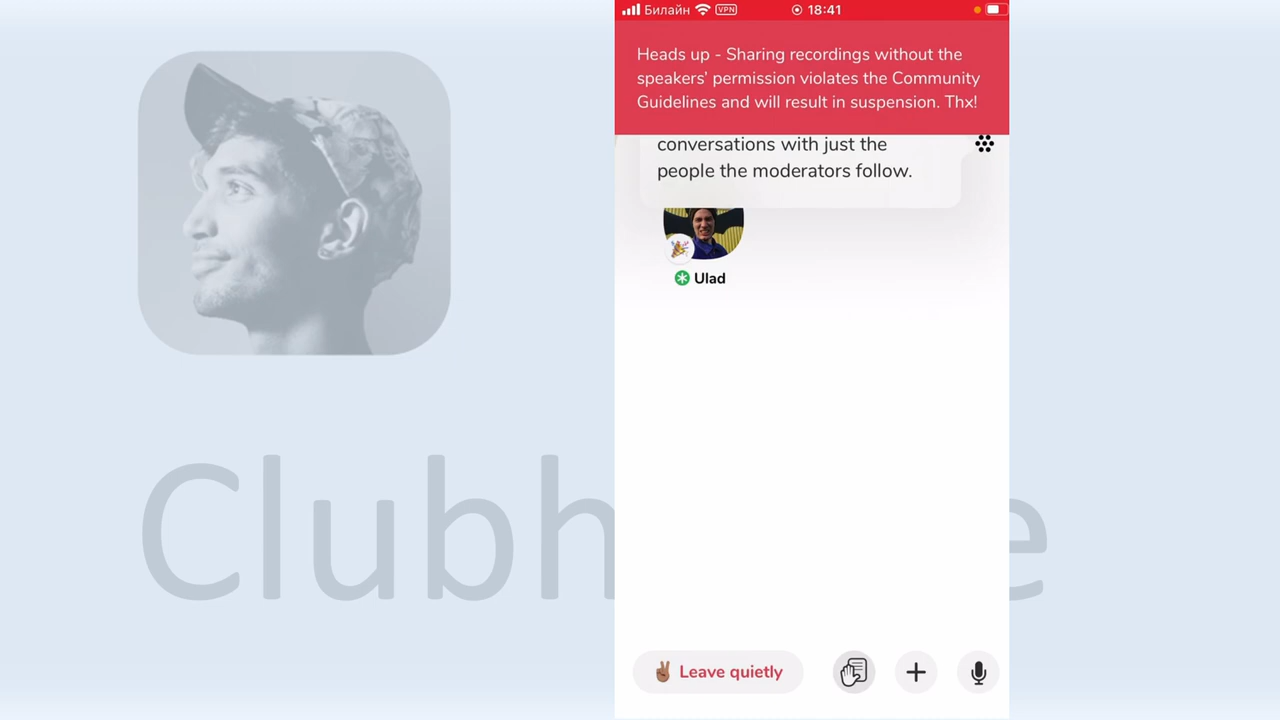 Билайн VPN 18:41
Heads up - Sharing recordings without the
speakers' permission violates the Community
Guidelines and will result in suspension. Thx!
conversations with just the
people the moderators follow.
Ulad
Clubh e
Leave quietly